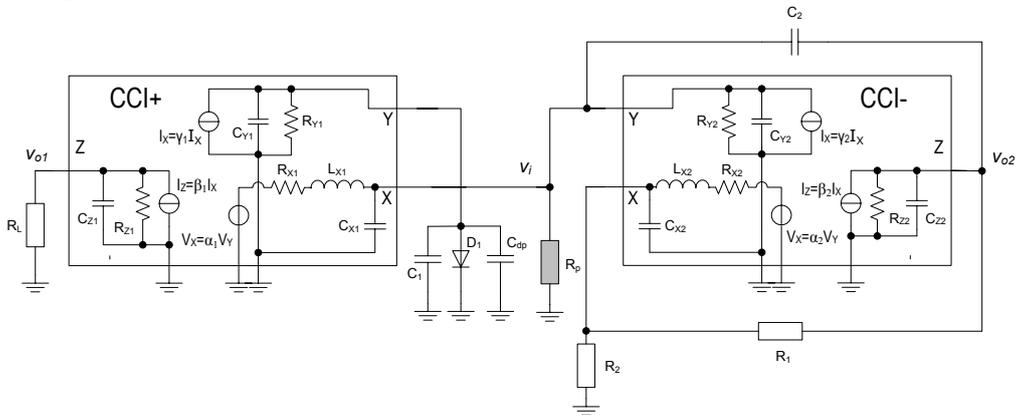 C2
CCI+
CCI-
IX=γ1IX
CY1
RY1
Y
Y
RY2
CY2
IX=γ2IX
vo1
Z
RX1
LX1
vi
LX2
RX2
Z
vo2
IZ=β1IX
X
X
IZ=β2IX
RL
CZ1
RZ1
VX=α1VY
CX1
CX2
VX=α2VY
RZ2
CZ2
C1
D1
Cdp
Rp
R2
R1